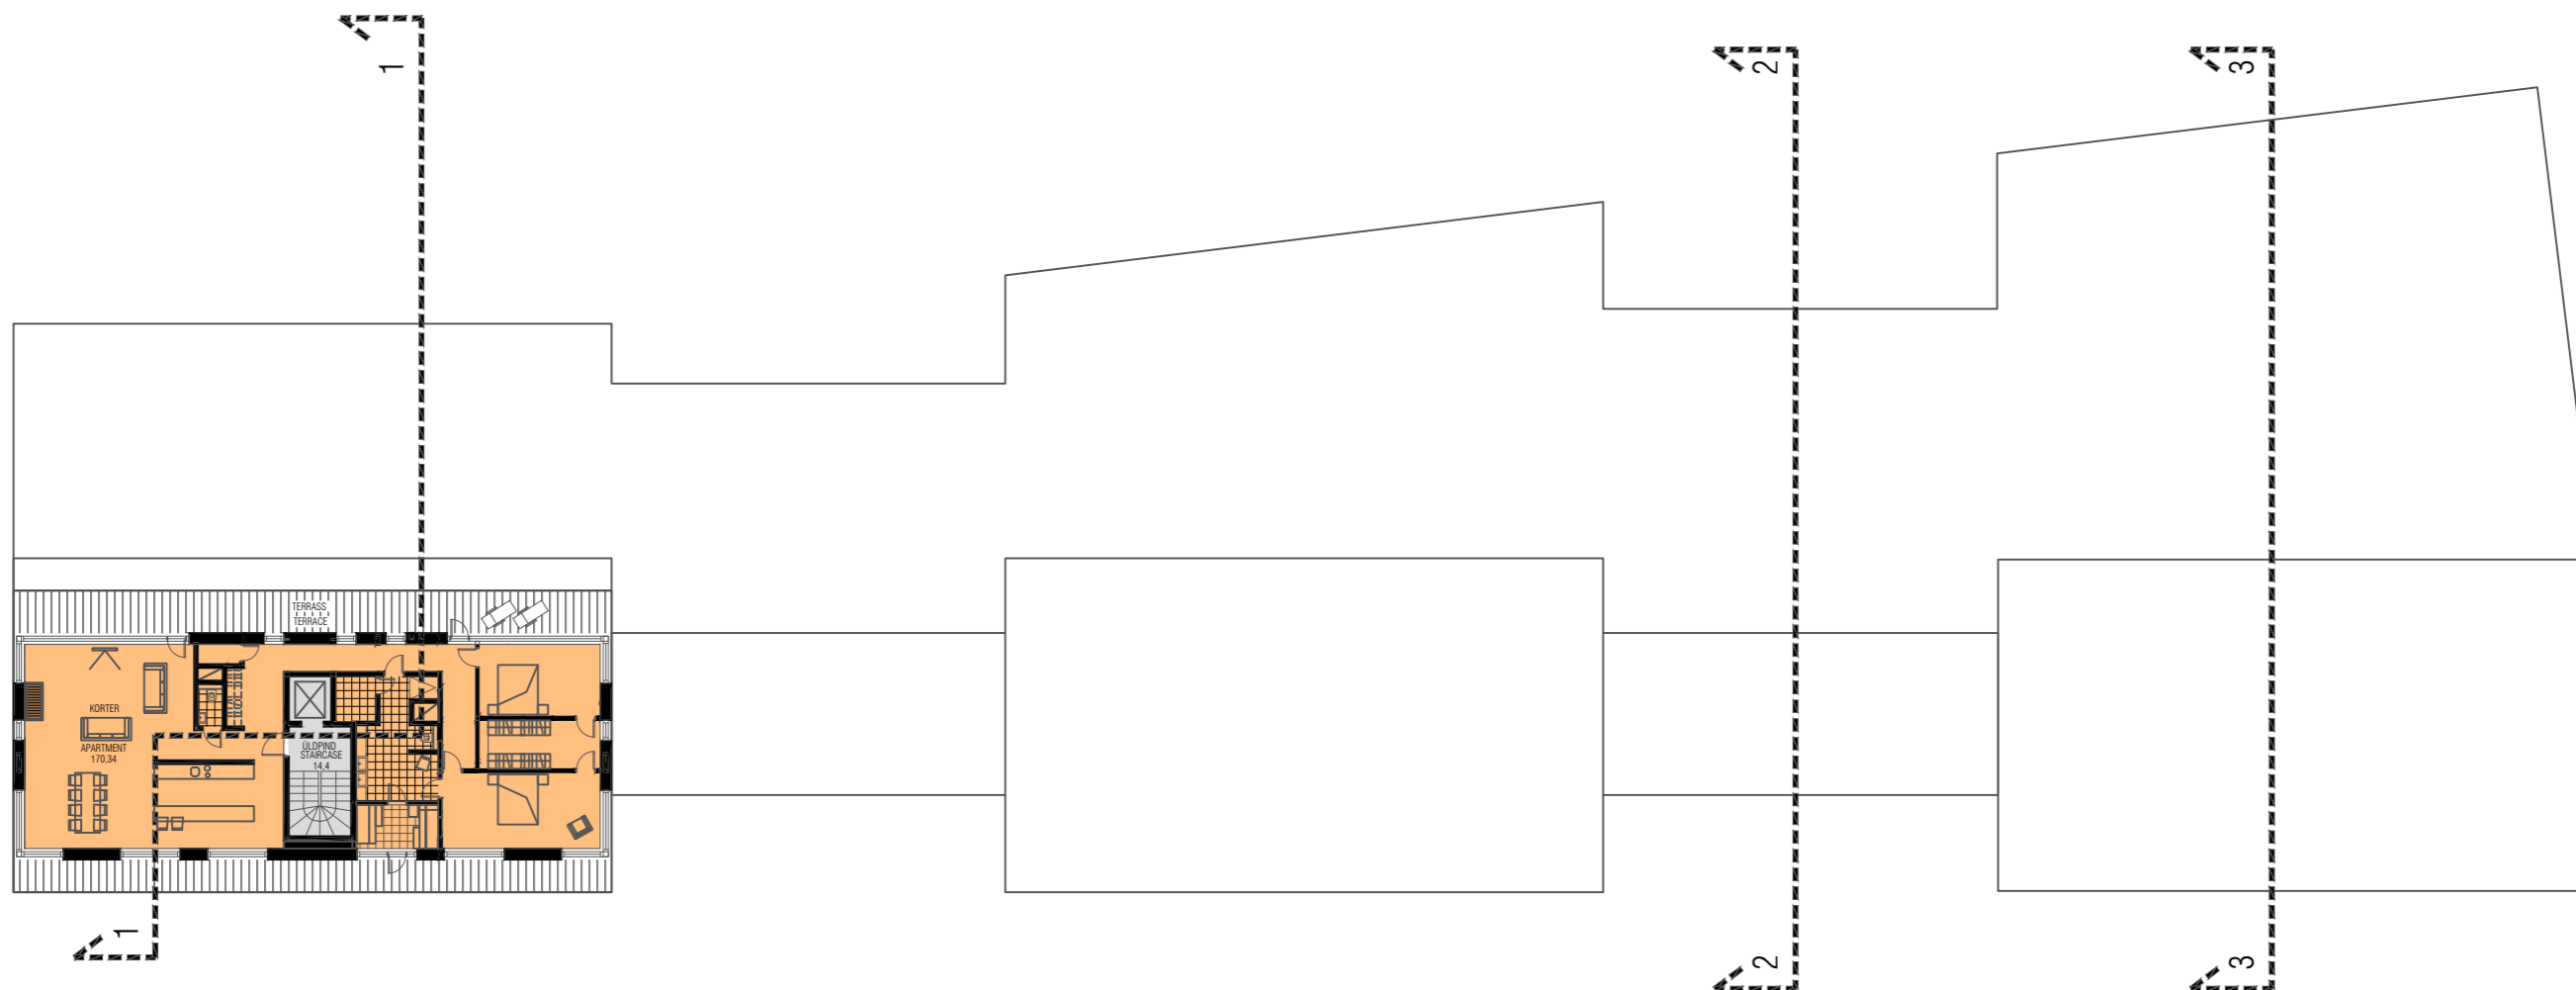 1
2
3
TERRASS
TERRACE
KORTER
APARTMENT
170,34
ÜLDPIND
STAIRCASE
14,4
1
2
3